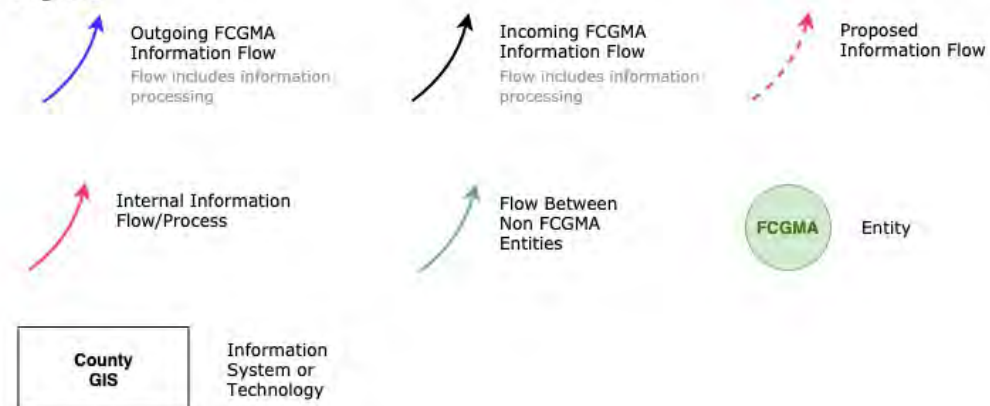 Outgoing FCGMA
Information Flow
Flow includes information
processing
Incoming FCGMA
Information Flow
Flow includes information
processing
Proposed
Information Flow
Internal Information
Flow/Process
Flow Between
Non FCGMA
Entities
FCGMA
Entity
County
GIS
Information
System or
Technology